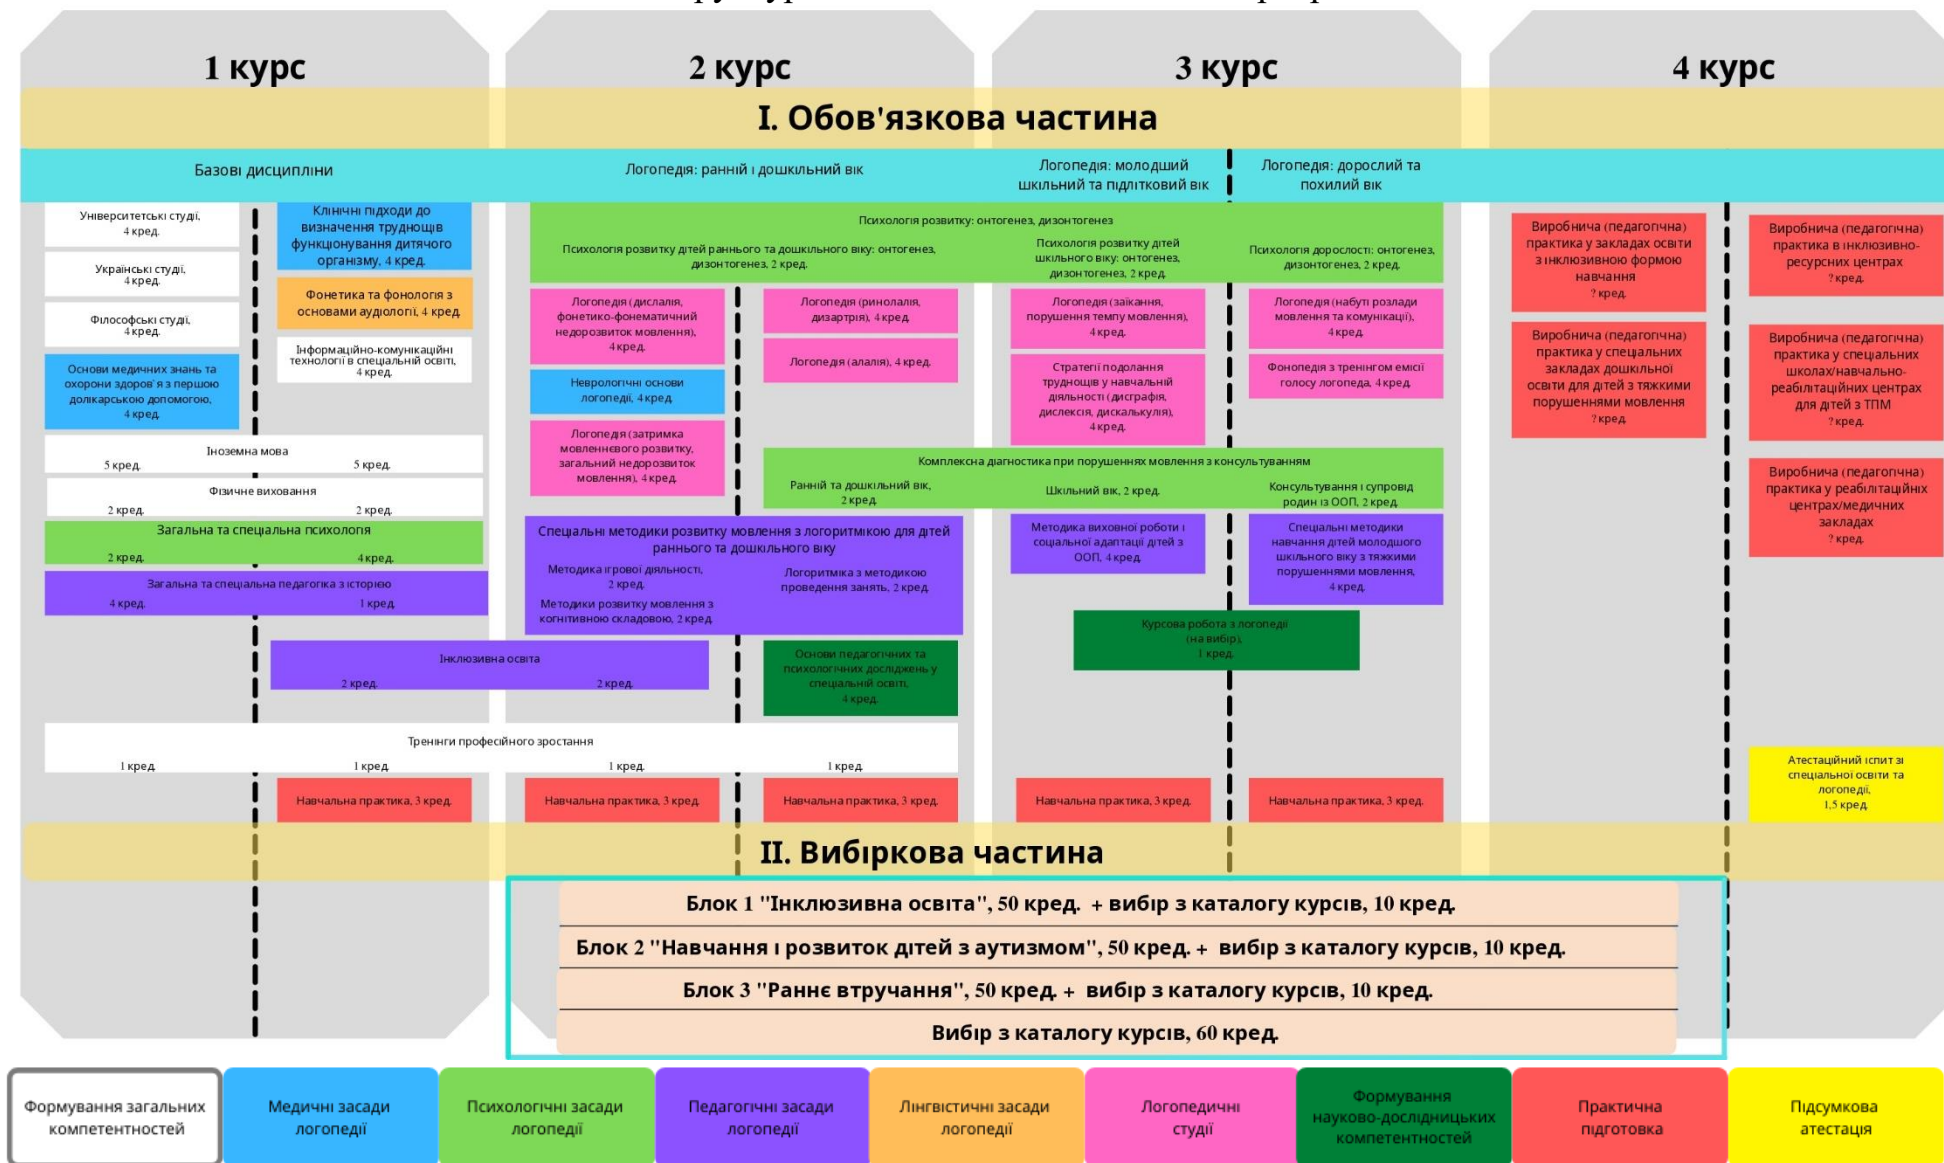 1 курс
2 курс
3 курс
4 курс
I. Обов'язкова частина
Базові дисципліни
Логопедія: ранній і дошкільний вік
Логопедія: молодший
шкільний та підлітковий вік
Логопедія: дорослий та
похилий вік
Університетські студії,
4 кред.
Українські студії,
4 кред.
Філософські студії,
4 кред.
Основи медичних знань та
охорони здоров'я з першою
долікарською допомогою,
4 кред.
Клінічні підходи до
визначення труднощів
функціонування дитячого
організму, 4 кред.
Фонетика та фонологія з
основами аудіології, 4 кред.
Інформаційно-комунікаційні
технології в спеціальній освіті,
4 кред.
Іноземна мова
5 кред.
5 кред.
Фізичне виховання
2 кред.
2 кред.
Загальна та спеціальна психологія
2 кред.
4 кред.
Загальна та спеціальна педагогіка з історією
4 кред.
1 кред.
Інклюзивна освіта
2 кред.
2 кред.
Тренінги професійного зростання
1 кред.
1 кред.
1 кред.
1 кред.
Навчальна практика, 3 кред.
Психологія розвитку: онтогенез, дизонтогенез
Психологія розвитку дітей раннього та дошкільного віку: онтогенез,
дизонтогенез, 2 кред.
Психологія розвитку дітей
шкільного віку: онтогенез,
дизонтогенез, 2 кред.
Психологія дорослості: онтогенез,
дизонтогенез, 2 кред.
Логопедія (дислалія,
фонетико-фонематичний
недорозвиток мовлення),
4 кред.
Неврологічні основи
логопедії, 4 кред.
Логопедія (затримка
мовленнєвого розвитку,
загальний недорозвиток
мовлення), 4 кред.
Логопедія (ринолалія,
дизартрія), 4 кред.
Логопедія (алалія), 4 кред.
Логопедія (заїкання,
порушення темпу мовлення),
4 кред.
Стратегії подолання
труднощів у навчальній
діяльності (дисграфія,
дислексія, дискалькулія),
4 кред.
Логопедія (набуті розлади
мовлення та комунікації),
4 кред.
Фонопедія з тренінгом емісії
голосу логопеда, 4 кред.
Комплексна діагностика при порушеннях мовлення з консультуванням
Ранній та дошкільний вік,
2 кред.
Шкільний вік, 2 кред.
Консультування і супровід
родин із ООП, 2 кред.
Спеціальні методики розвитку мовлення з логоритмікою для дітей
раннього та дошкільного віку
Методика ігрової діяльності,
2 кред.
Методики розвитку мовлення з
когнітивною складовою, 2 кред.
Логоритміка з методикою
проведення занять, 2 кред.
Методика виховної роботи і
соціальної адаптації дітей з
ООП, 4 кред.
Спеціальні методики
навчання дітей молодшого
шкільного віку з тяжкими
порушеннями мовлення,
4 кред.
Основи педагогічних та
психологічних досліджень у
спеціальній освіті,
4 кред.
Курсова робота з логопедії
(на вибір),
1 кред.
Навчальна практика, 3 кред.
Навчальна практика, 3 кред.
Навчальна практика, 3 кред.
Навчальна практика, 3 кред.
Виробнича (педагогічна)
практика у закладах освіти
з інклюзивною формою
навчання
? кред.
Виробнича (педагогічна)
практика у спеціальних
закладах дошкільної
освіти для дітей з тяжкими
порушеннями мовлення
? кред.
Виробнича (педагогічна)
практика в інклюзивно-
ресурсних центрах
? кред.
Виробнича (педагогічна)
практика у спеціальних
школах/навчально-
реабілітаційних центрах
для дітей з ТПМ
? кред.
Виробнича (педагогічна)
практика у реабілітаційніх
центрах/медичних
закладах
? кред.
Атестаційний іспит зі
спеціальної освіти та
логопедії,
1,5 кред.
II. Вибіркова частина
Блок 1 "Інклюзивна освіта", 50 кред. + вибір з каталогу курсів, 10 кред.
Блок 2 "Навчання і розвиток дітей з аутизмом", 50 кред. + вибір з каталогу курсів, 10 кред.
Блок 3 "Раннє втручання", 50 кред. + вибір з каталогу курсів, 10 кред.
Вибір з каталогу курсів, 60 кред.
Формування загальних
компетентностей
Медичні засади
логопедії
Психологічні засади
логопедії
Педагогічні засади
логопедії
Лінгвістичні засади
логопедії
Логопедичні
студії
Формування
науково-дослідницьких
компетентностей
Практична
підготовка
Підсумкова
атестація